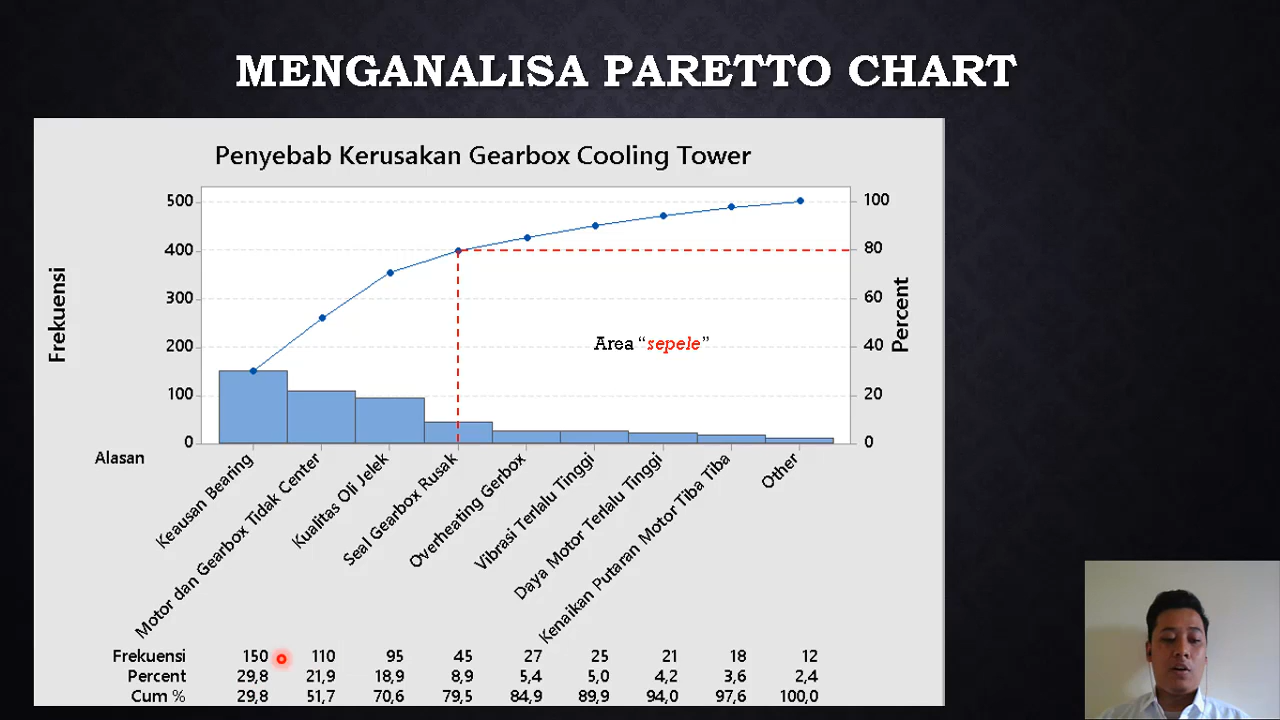 MENGANALISA PARETTO CHART
Penyebab Kerusakan Gearbox Cooling Tower
500
400
300
200
100
0
Frekuensi
100
80
60
40
20
0
Percent
Area “sepele”
Alasan
Keausan Bearing
Motor dan Gearbox Tidak Center
Kualitas Oli Jelek
Seal Gearbox Rusak
Overheating Gerbox
Vibrasi Terlalu Tinggi
Daya Motor Terlalu Tinggi
Kenaikan Putaran Motor Tiba Tiba
Other
Frekuensi 150 110 95 45 27 25 21 18 12
Percent 29,8 21,9 18,9 8,9 5,4 5,0 4,2 3,6 2,4
Cum % 29,8 51,7 70,6 79,5 84,9 89,9 94,0 97,6 100,0